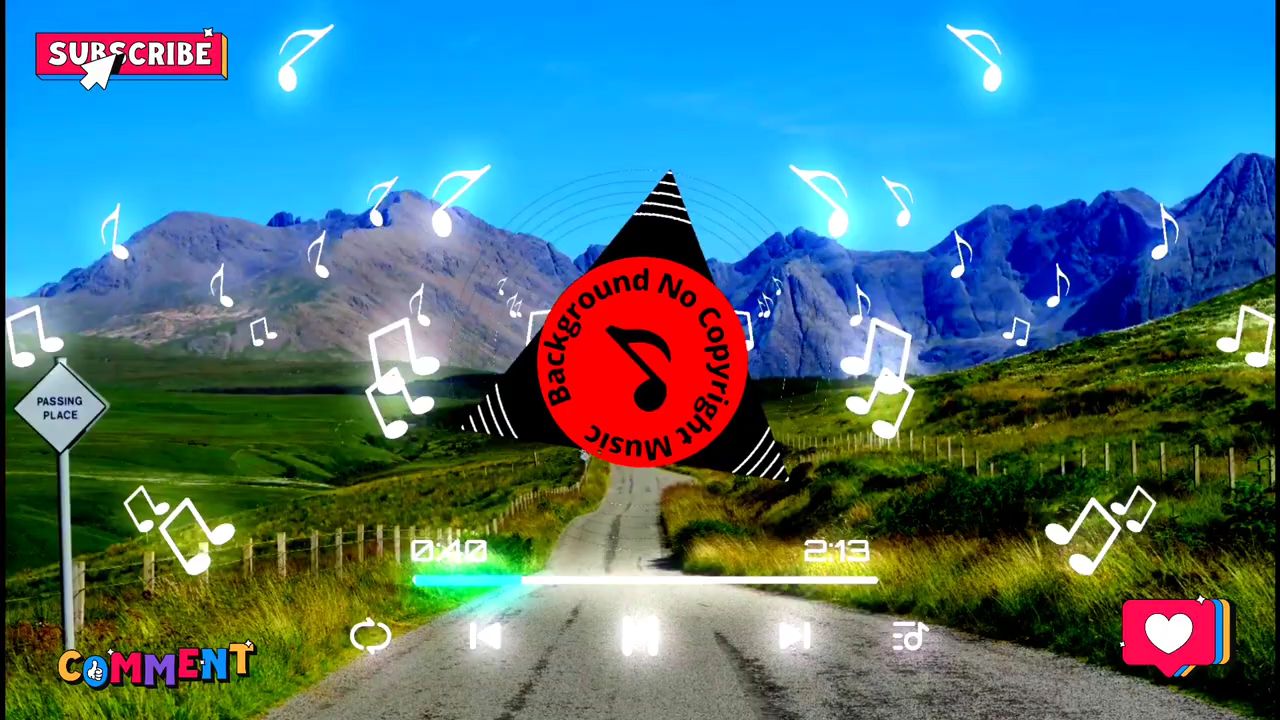 SUBSCRIBE
Background No Copyright Music
PASSING
PLACE
0:40
2:13
COMMENT